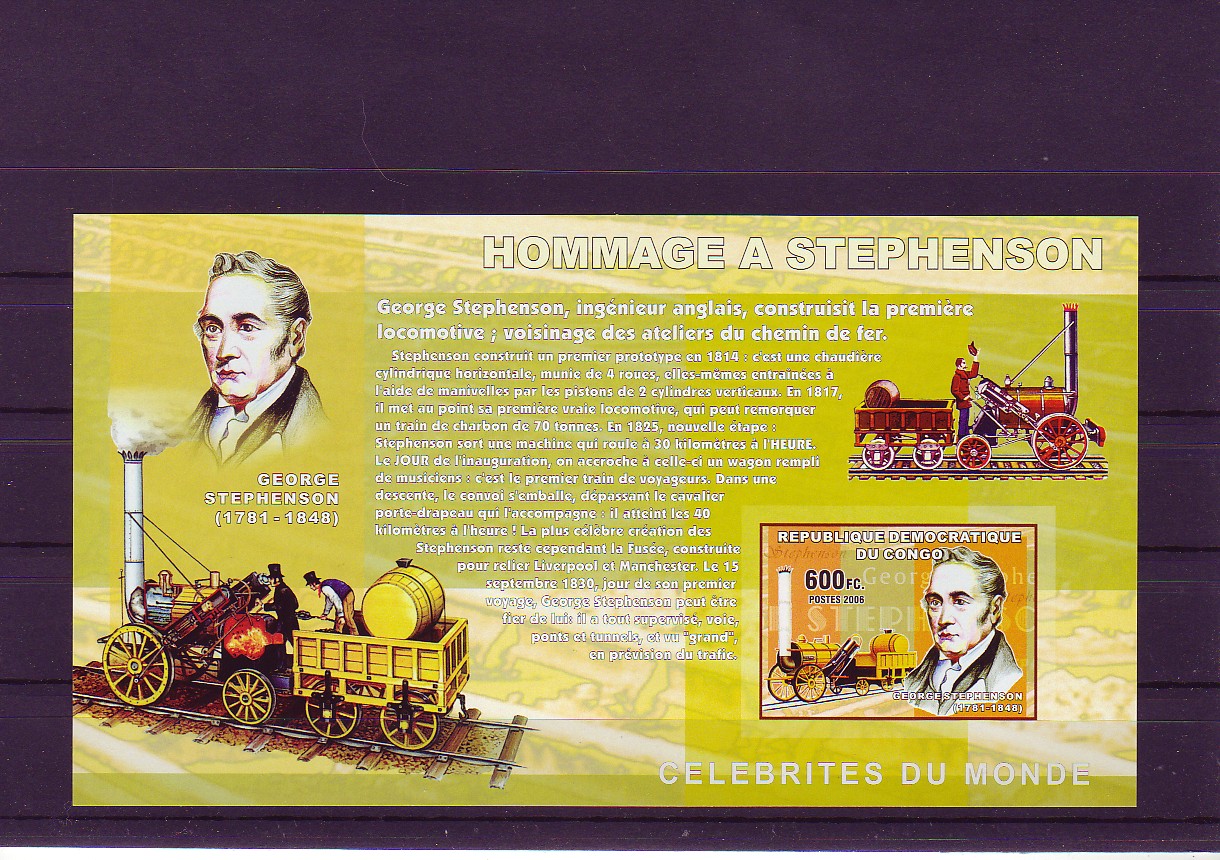 HOMMAGE A STEPHENSON
George Stephenson, ingénieur anglais, construisit la première
locomotive ; voisinage des ateliers du chemin de fer.
Stephenson construit un premier prototype en 1814 : c'est une chaudière
cylindrique horizontale, munie de 4 roues, elles-mêmes entraînées à
l'aide de manivelles par les pistons de 2 cylindres verticaux. En 1817,
il met au point sa première vraie locomotive, qui peut remorquer
un train de charbon de 70 tonnes. En 1825, nouvelle étape :
Stephenson sort une machine qui roule à 30 kilomètres à l'HEURE.
Le JOUR de l'inauguration, on accroche à celle-ci un wagon rempli
de musiciens : c'est le premier train de voyageurs. Dans une
descente, le convoi s'emballe, dépassant le cavalier
porte-drapeau qui l'accompagne : il atteint les 40
kilomètres à l'heure ! La plus célèbre création des
Stephenson reste cependant la Fusée, construite
pour relier Liverpool et Manchester. Le 15
septembre 1830, jour de son premier
voyage, George Stephenson peut être
fier de lui: il a tout supervisé, voie,
ponts et tunnels, et vu "grand",
en prévision du trafic.
GEORGE
STEPHENSON
(1781-1848)
REPUBLIQUE DEMOCRATIQUE
DU CONGO
Stephenson
600FC.
POSTES 2006
GEORGE STEPHENSON
(1781-1848)
CELEBRITES DU MONDE